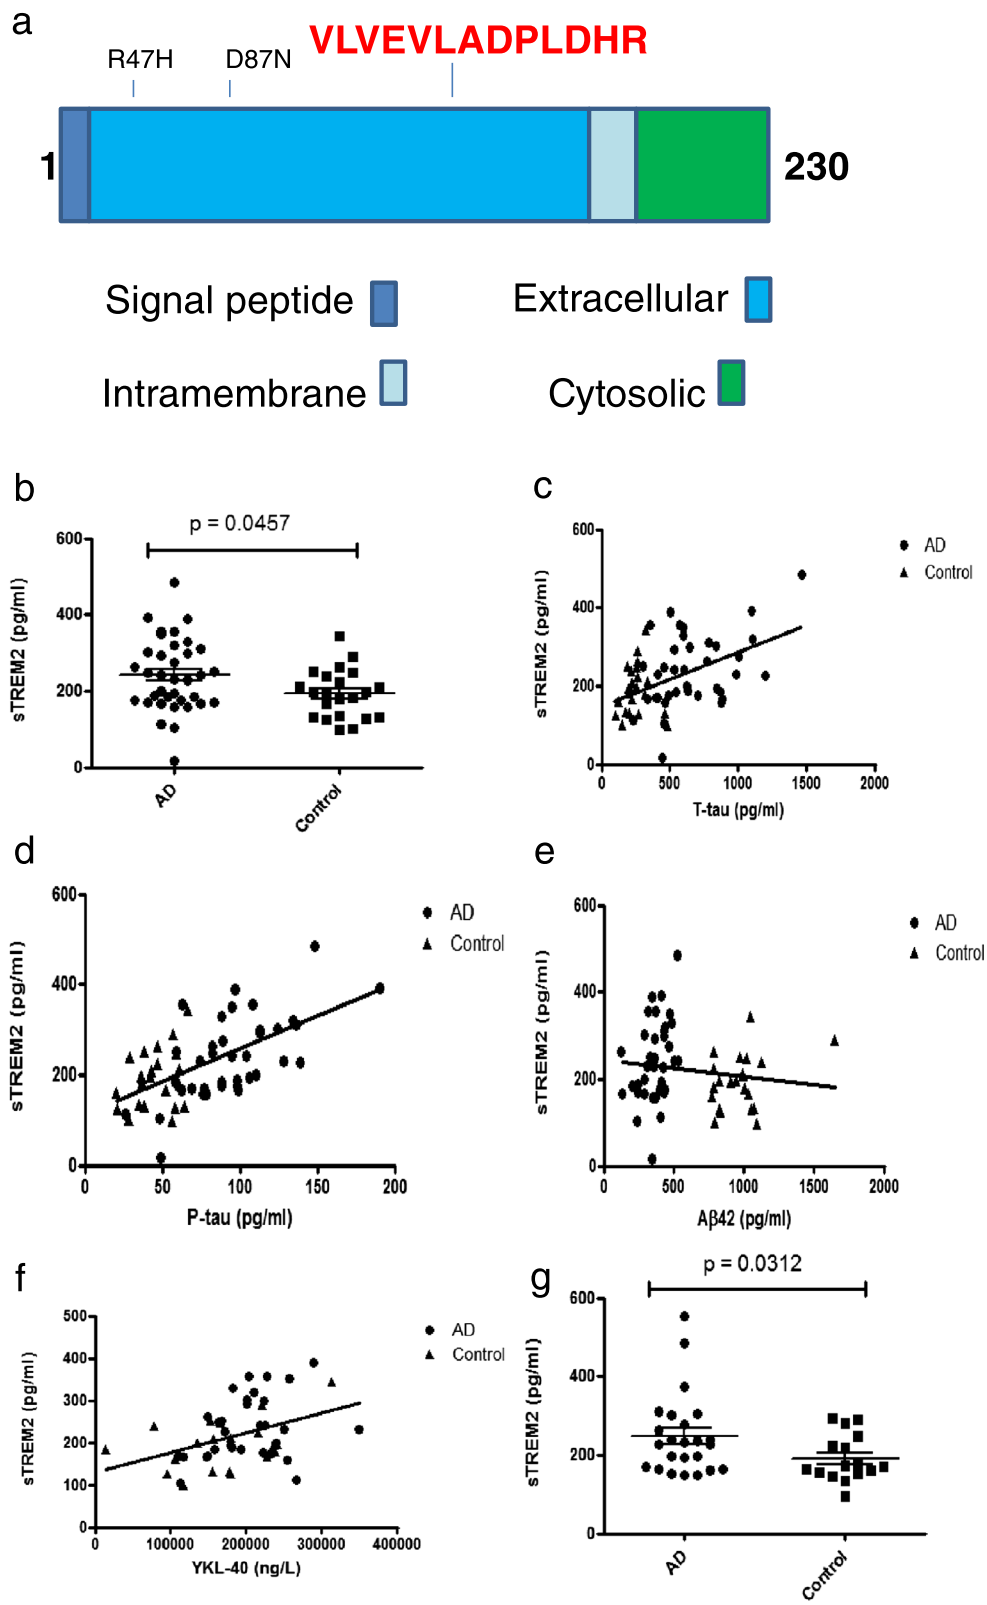 a
VLVEVLADPLDHR
R47H D87N
1 230
Signal peptide Extracellular
Intramembrane Cytosolic
b
p = 0.0457
sTREM2 (pg/ml)
600
400
200
0
AD Control
c
sTREM2 (pg/ml)
600
400
200
0
0 500 1000 1500 2000
T-tau (pg/ml)
AD
Control
d
sTREM2 (pg/ml)
600
400
200
0
0 50 100 150 200
P-tau (pg/ml)
AD
Control
e
sTREM2 (pg/ml)
600
400
200
0
0 500 1000 1500 2000
Aβ42 (pg/ml)
AD
Control
f
sTREM2 (pg/ml)
500
400
300
200
100
0
0 100000 200000 300000 400000
YKL-40 (ng/L)
AD
Control
g
p = 0.0312
sTREM2 (pg/ml)
600
400
200
0
AD Control